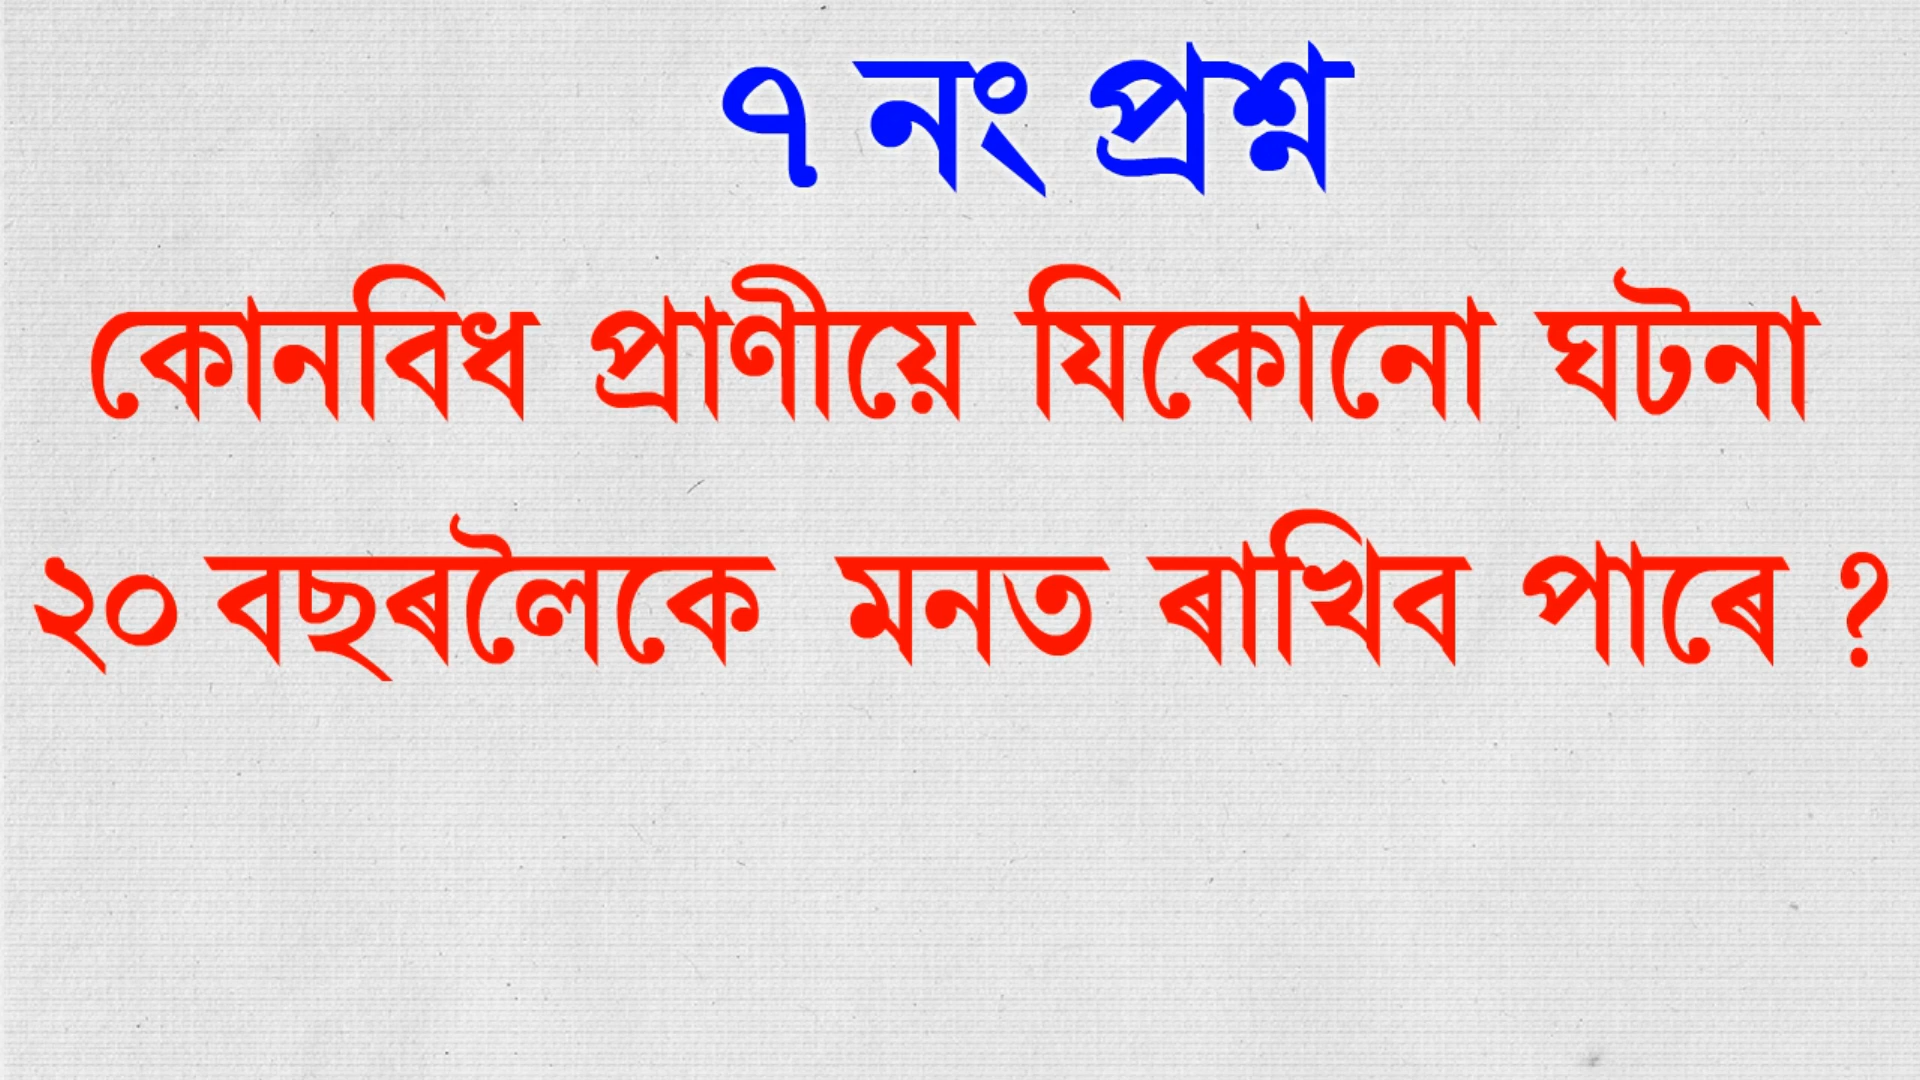 ৭ নং প্ৰশ্ন
কোনবিধ প্ৰাণীয়ে যিকোনো ঘটনা
২০ বছৰলৈকে মনত ৰাখিব পাৰে ?